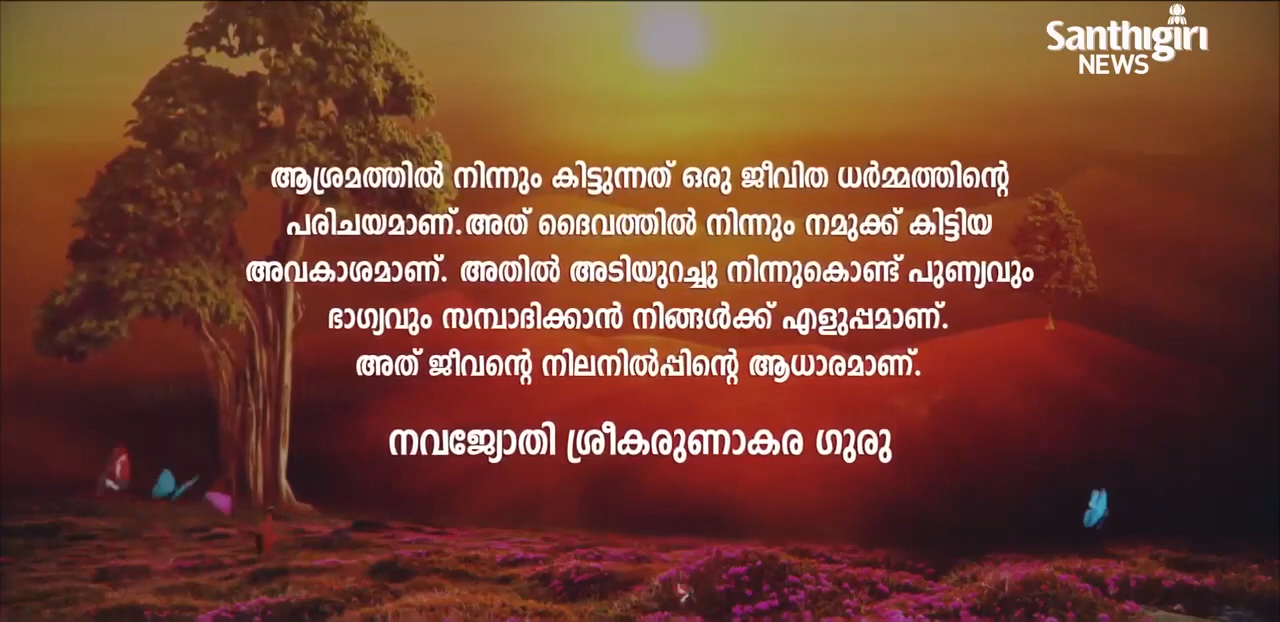 Santhigiri
NEWS
ആശ്രമത്തിൽ നിന്നും കിട്ടുന്നത് ഒരു ജീവിത ധർമ്മത്തിന്റെ
പരിചയമാണ്.അത് ദൈവത്തിൽ നിന്നും നമുക്ക് കിട്ടിയ
അവകാശമാണ്. അതിൽ അടിയുറച്ചു നിന്നുകൊണ്ട് പുണ്യവും
ഭാഗ്യവും സമ്പാദിക്കാൻ നിങ്ങൾക്ക് എളുപ്പമാണ്.
അത് ജീവന്റെ നിലനിൽപ്പിന്റെ ആധാരമാണ്.
നവജ്യോതി ശ്രീകരുണാകര ഗുരു